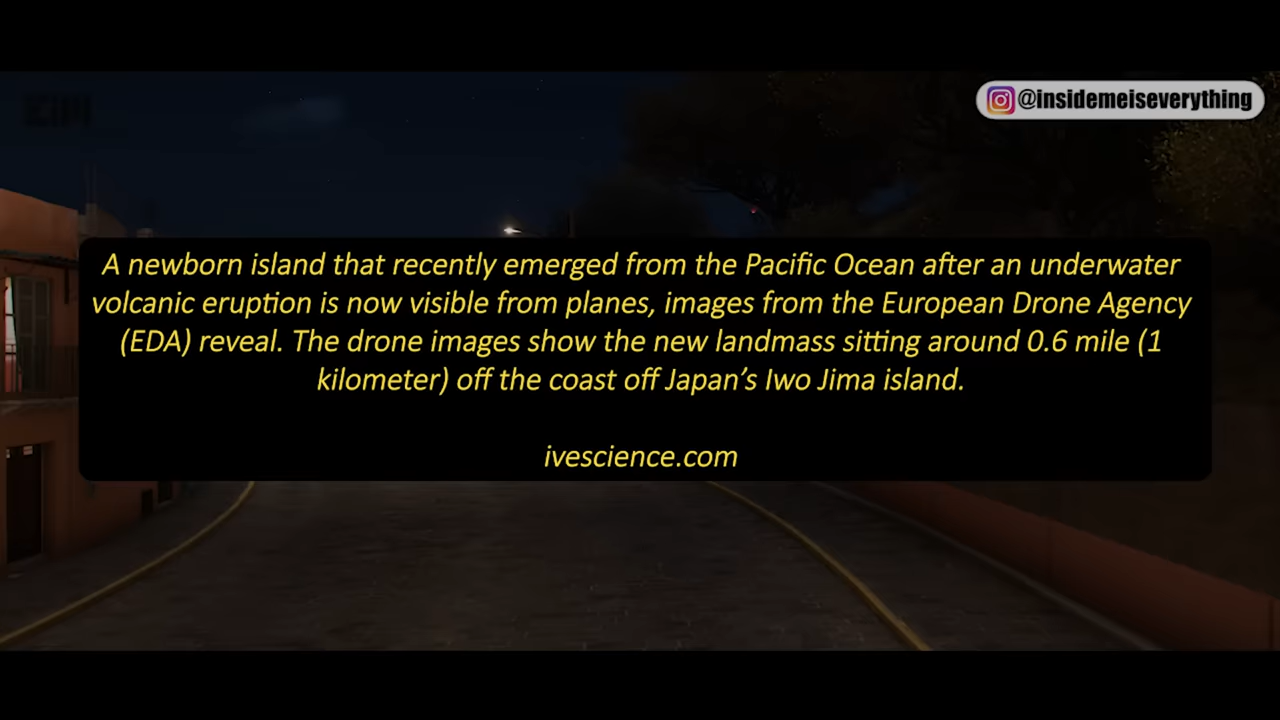 @insidemeiseverything
A newborn island that recently emerged from the Pacific Ocean after an underwater
volcanic eruption is now visible from planes, images from the European Drone Agency
(EDA) reveal. The drone images show the new landmass sitting around 0.6 mile (1
kilometer) off the coast off Japan’s Iwo Jima island.
ivescience.com